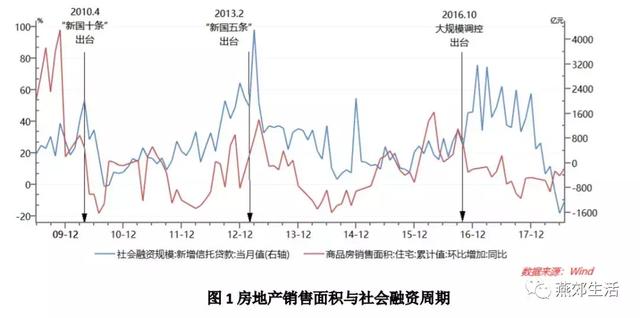 2010.4
“新国十条”
出台
2013.2
“新国五条”
出台
2016.10
大规模调控
出台
%
亿元
100
80
60
40
20
0
-20
4000
3200
2400
1600
800
0
-800
-1600
09-12 10-12 11-12 12-12 13-12 14-12 15-12 16-12 17-12
社会融资规模:新增信托贷款:当月值(右轴) 商品房销售面积:住宅:累计值:环比增加:同比
数据来源：Wind
图 1 房地产销售面积与社会融资周期
燕郊生活